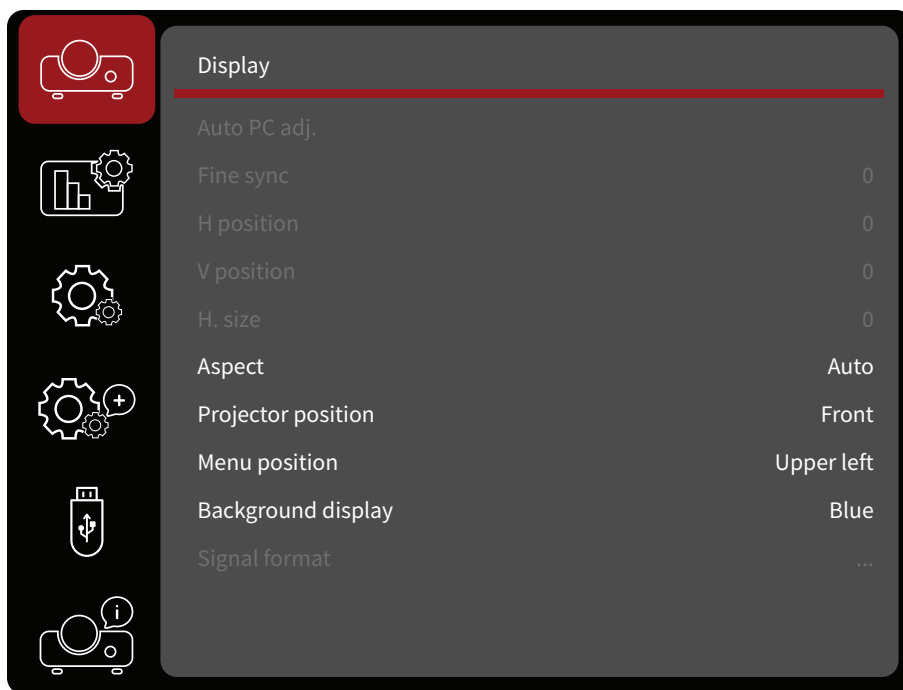 Display
Auto PC adj.
Fine sync 0
H position 0
V position 0
H. size 0
Aspect Auto
Projector position Front
Menu position Upper left
Background display Blue
Signal format ...
i